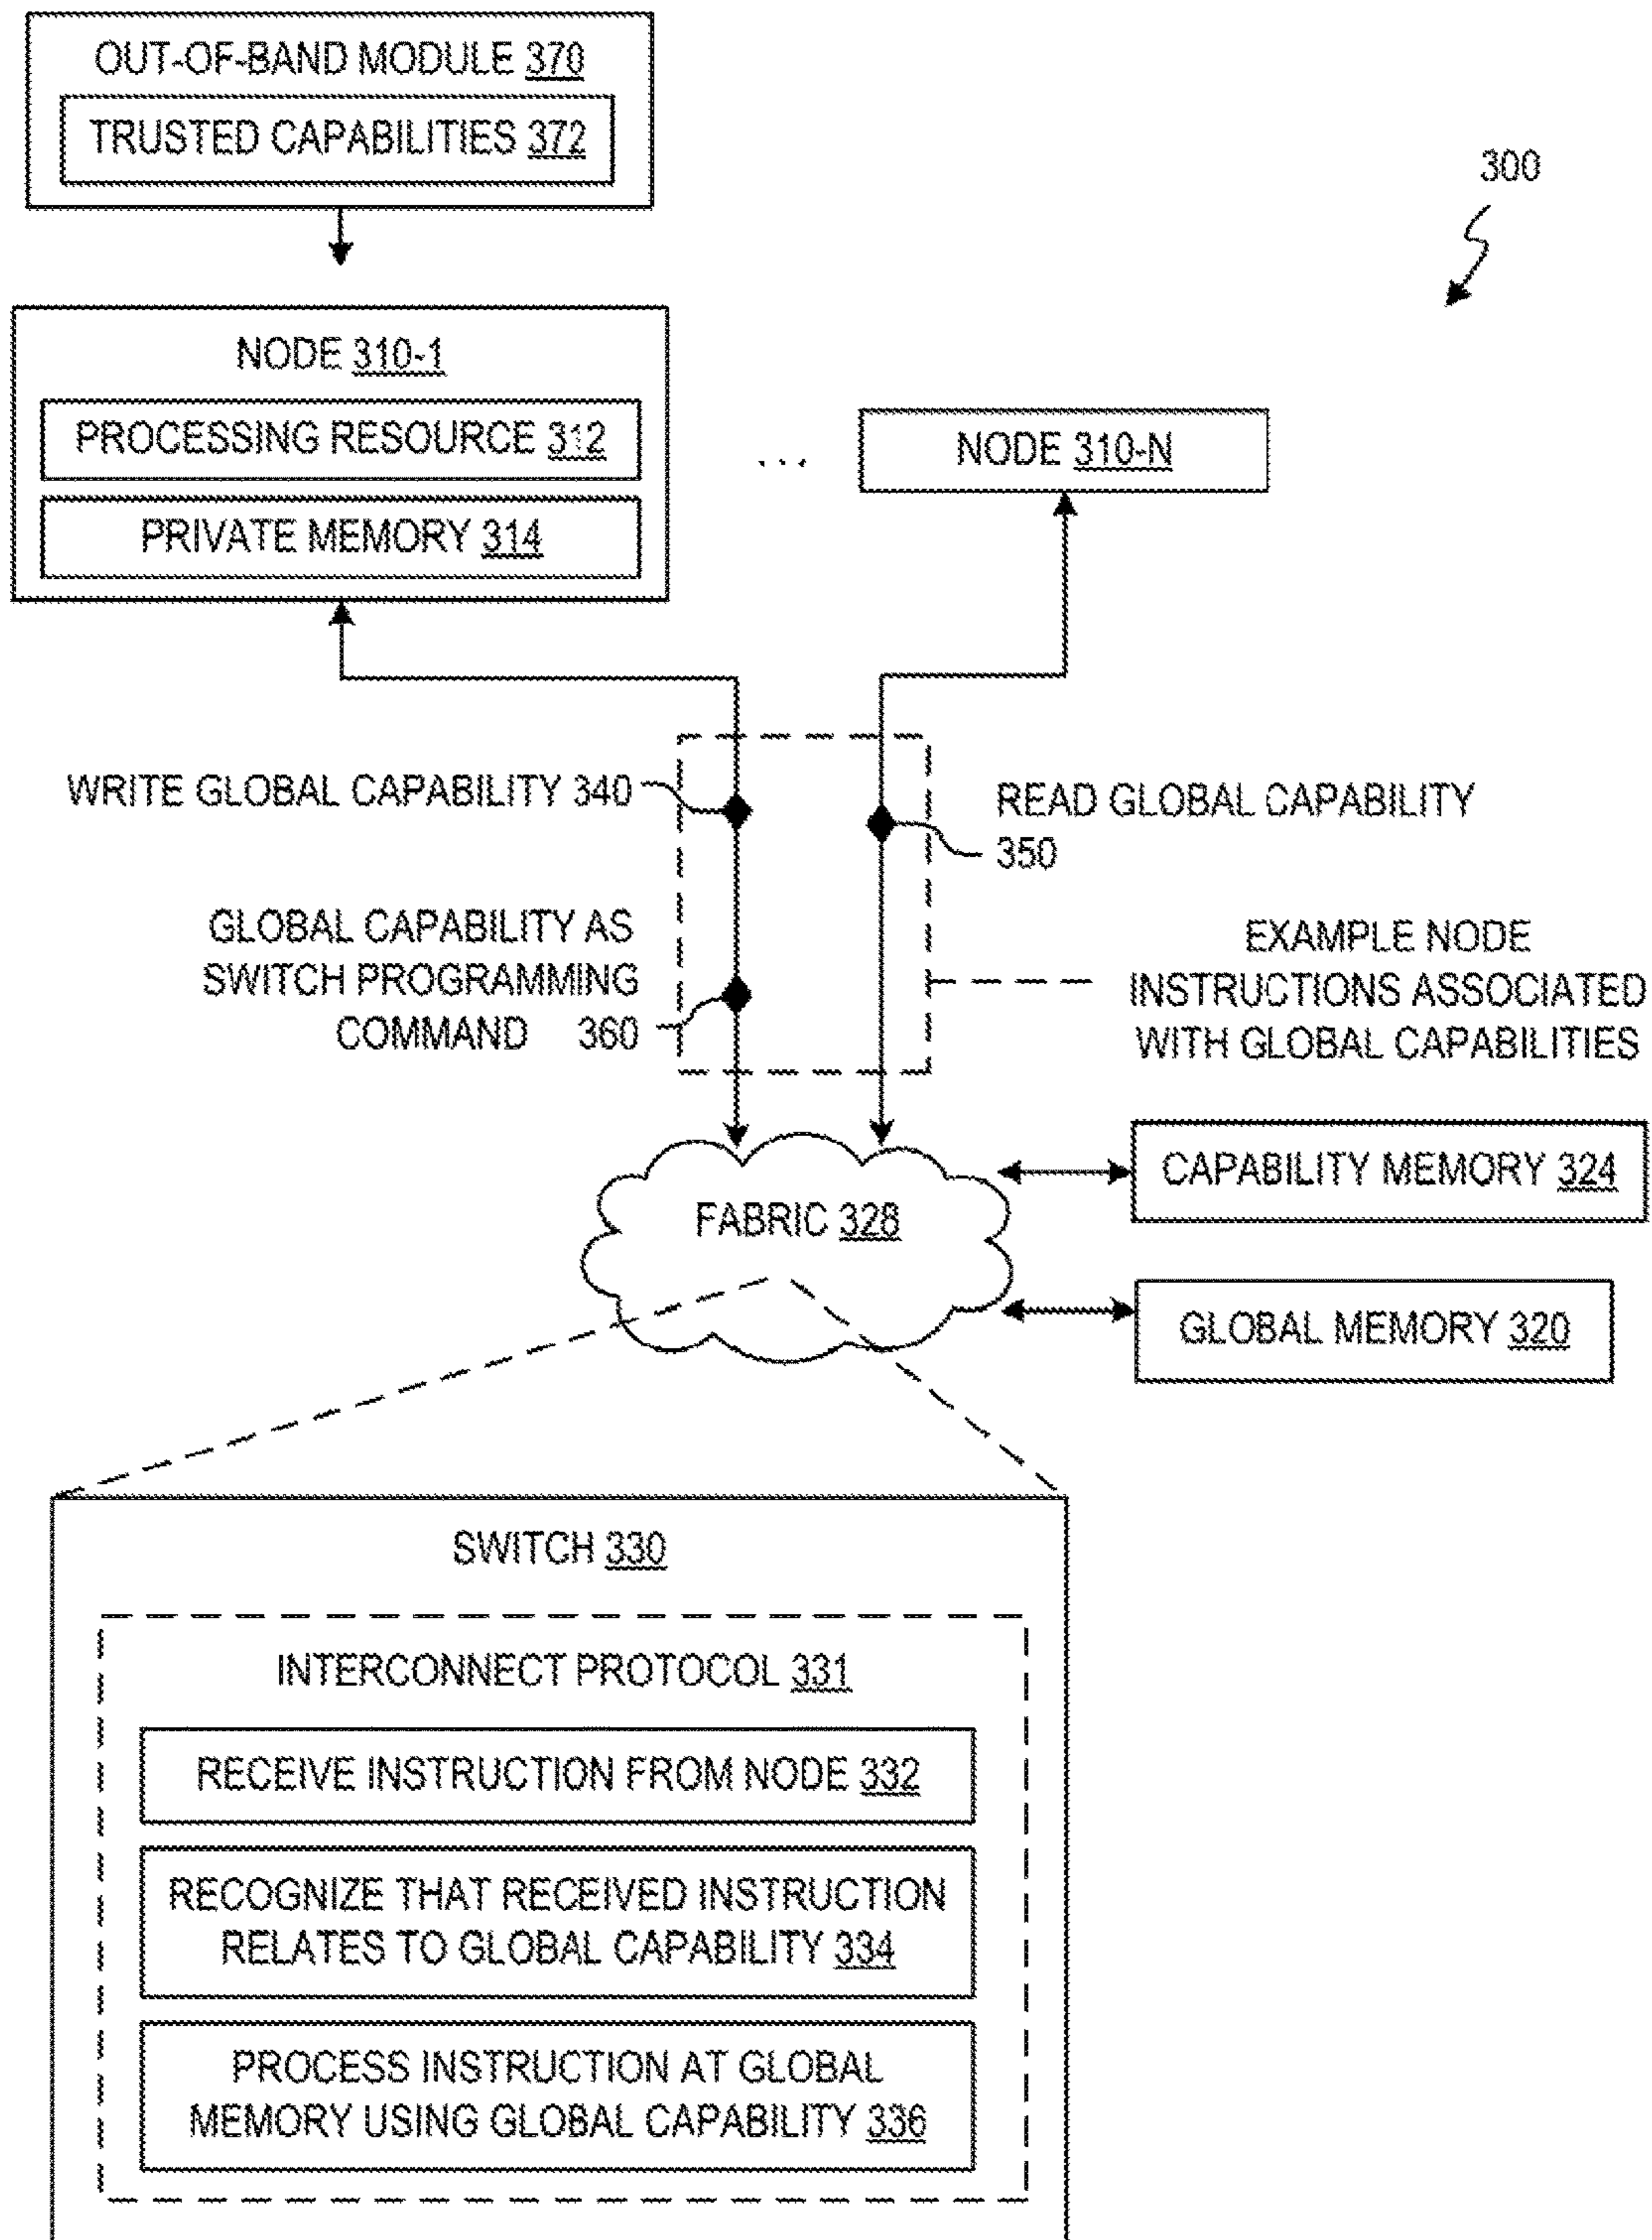 OUT-OF-BAND MODULE 370
TRUSTED CAPABILITIES 372
300
NODE 310-1
PROCESSING RESOURCE 312
PRIVATE MEMORY 314
...
NODE 310-N
WRITE GLOBAL CAPABILITY 340
READ GLOBAL CAPABILITY
350
GLOBAL CAPABILITY AS
SWITCH PROGRAMMING
COMMAND 360
EXAMPLE NODE
INSTRUCTIONS ASSOCIATED
WITH GLOBAL CAPABILITIES
CAPABILITY MEMORY 324
FABRIC 328
GLOBAL MEMORY 320
SWITCH 330
INTERCONNECT PROTOCOL 331
RECEIVE INSTRUCTION FROM NODE 332
RECOGNIZE THAT RECEIVED INSTRUCTION
RELATES TO GLOBAL CAPABILITY 334
PROCESS INSTRUCTION AT GLOBAL
MEMORY USING GLOBAL CAPABILITY 336